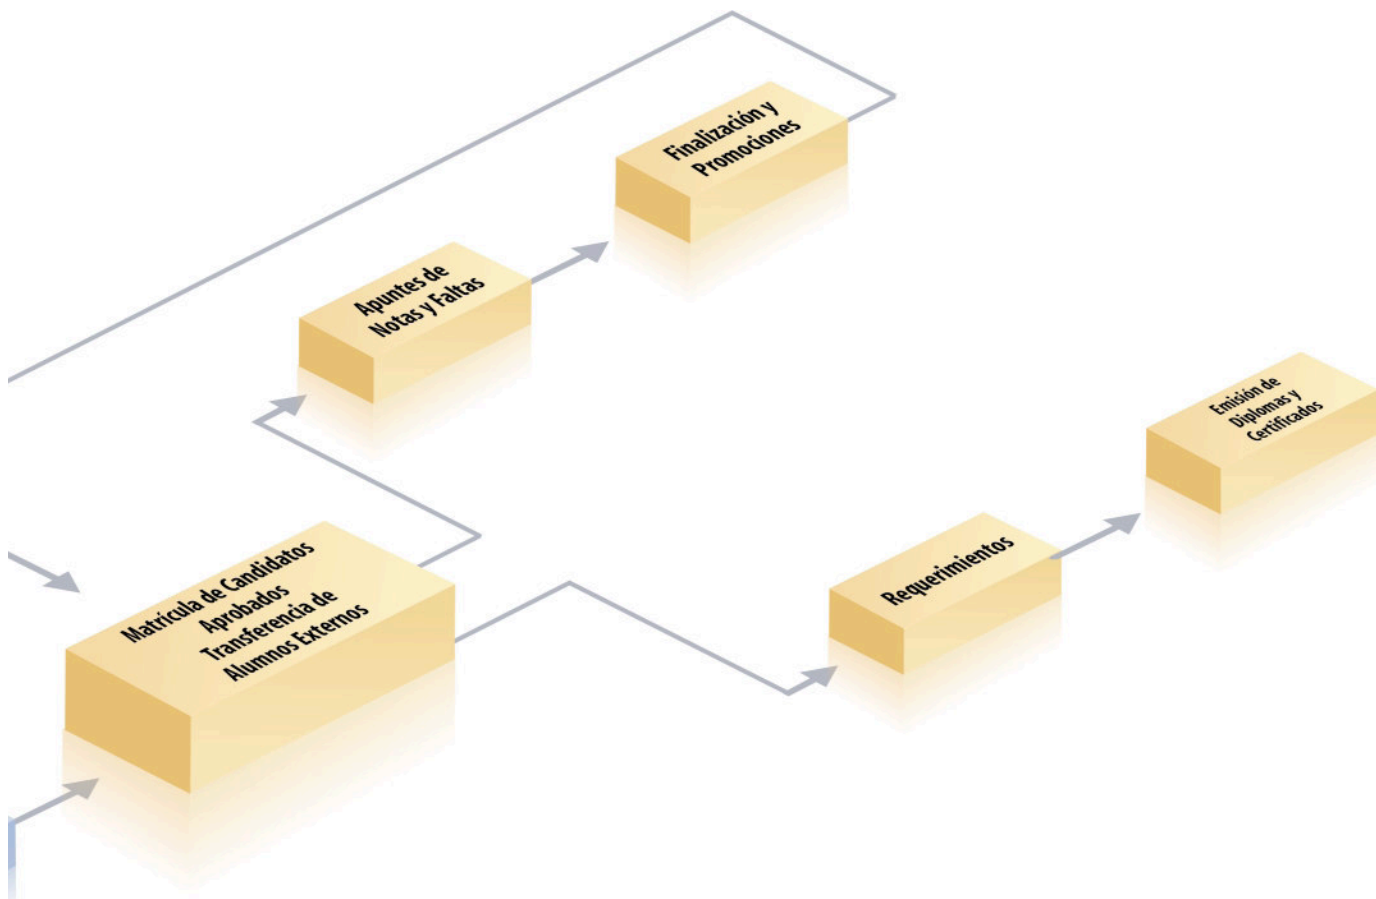 Finalización y
Promociones
Apuntes de
Notas y Faltas
Emisión de
Diplomas y
Certificados
Requerimientos
Matrícula de Candidatos
Aprobados
Transferencia de
Alumnos Externos